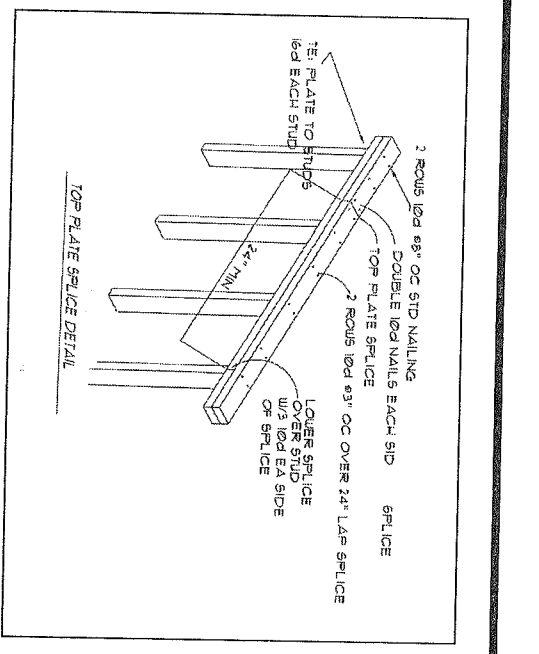 2 ROWS 10d @8" OC STD NAILING
DOUBLE 10d NAILS EACH SID SPLICE
TOP PLATE SPLICE
2 ROWS 10d @3" OC OVER 24" LAP SPLICE
TE: PLATE TO STUDS
16d EACH STUD
24" MIN
LOWER SPLICE
OVER STUD
W/3 10d EA SIDE
OF SPLICE
TOP PLATE SPLICE DETAIL